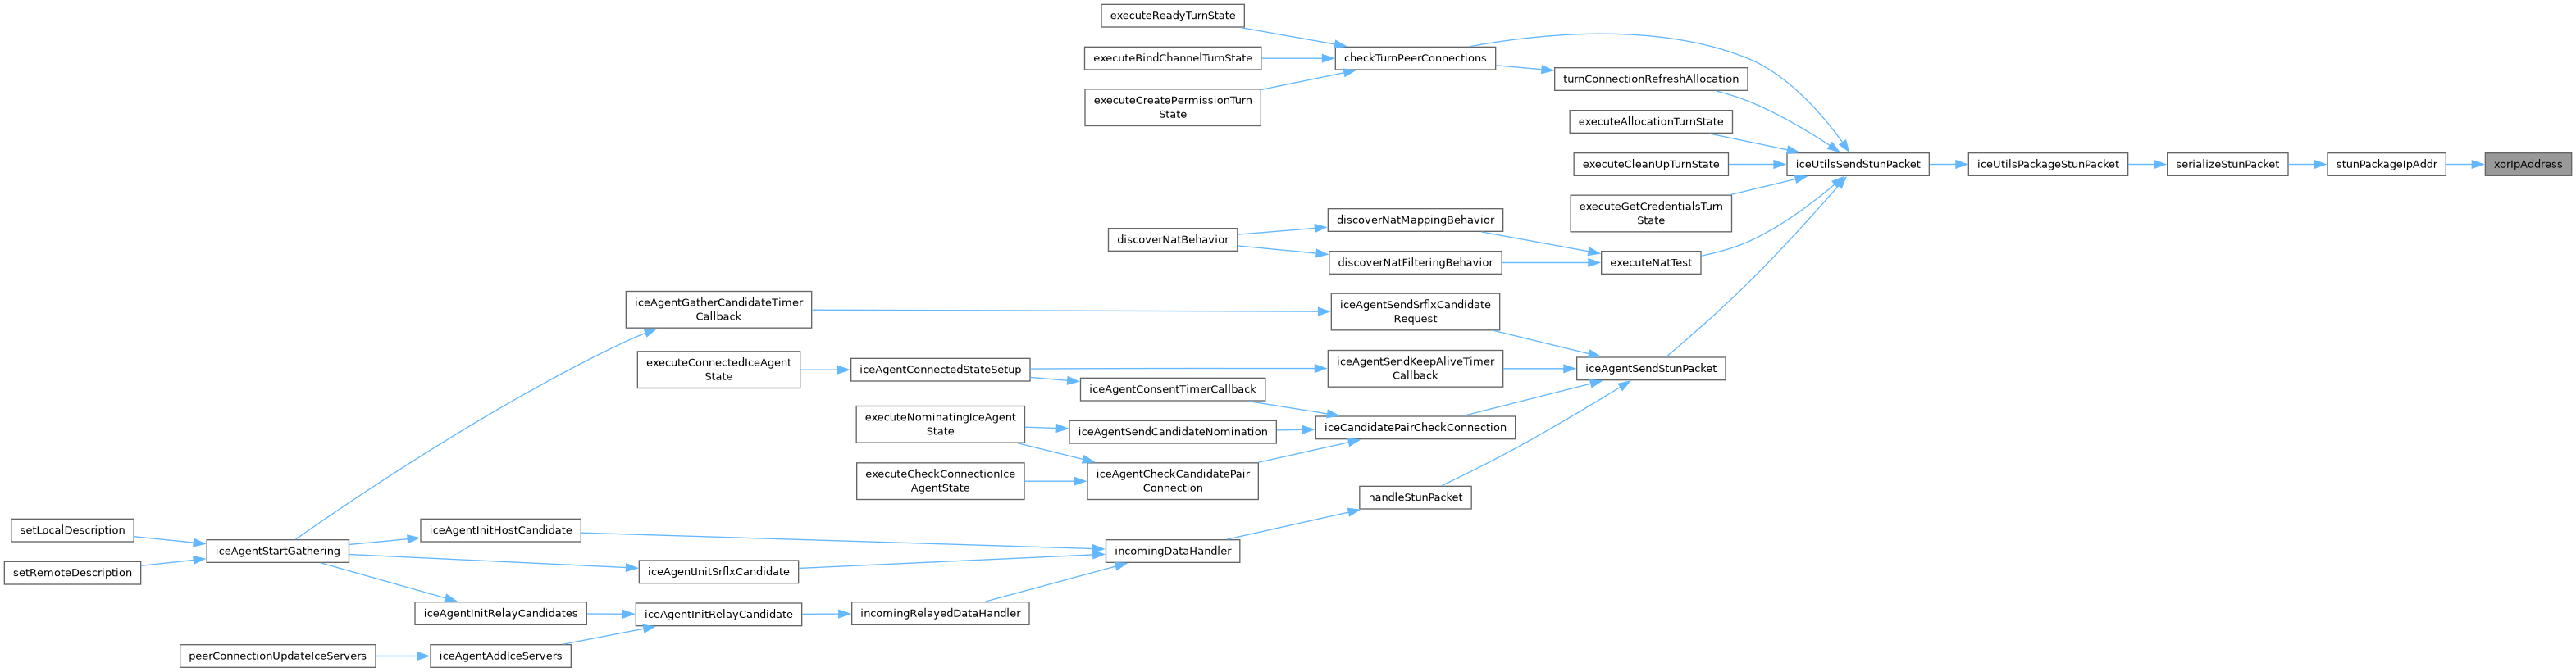 executeReadyTurnState
executeBindChannelTurnState
executeCreatePermissionTurn
State
checkTurnPeerConnections
turnConnectionRefreshAllocation
executeAllocationTurnState
executeCleanUpTurnState
executeGetCredentialsTurn
State
iceUtilsSendStunPacket
iceUtilsPackageStunPacket
serializeStunPacket
stunPackageIpAddr
xorIpAddress
discoverNatBehavior
discoverNatMappingBehavior
discoverNatFilteringBehavior
executeNatTest
iceAgentGatherCandidateTimer
Callback
iceAgentSendSrflxCandidate
Request
executeConnectedIceAgent
State
iceAgentConnectedStateSetup
iceAgentSendKeepAliveTimer
Callback
iceAgentSendStunPacket
iceAgentConsentTimerCallback
executeNominatingIceAgent
State
iceAgentSendCandidateNomination
iceCandidatePairCheckConnection
executeCheckConnectionIce
AgentState
iceAgentCheckCandidatePair
Connection
handleStunPacket
setLocalDescription
setRemoteDescription
iceAgentStartGathering
iceAgentInitHostCandidate
incomingDataHandler
iceAgentInitSrflxCandidate
iceAgentInitRelayCandidates
iceAgentInitRelayCandidate
incomingRelayedDataHandler
peerConnectionUpdateIceServers
iceAgentAddIceServers